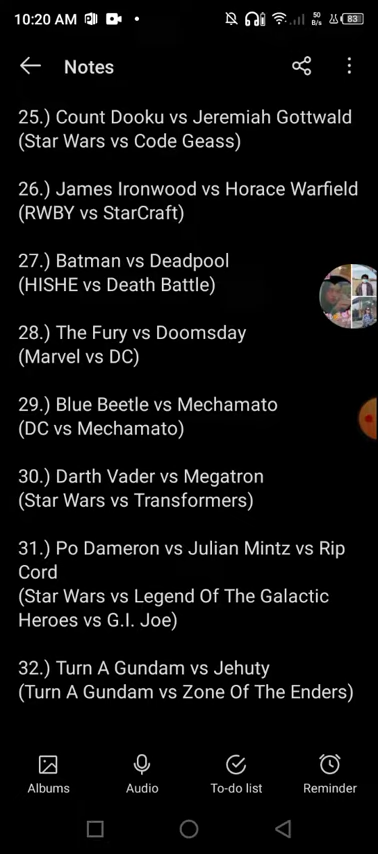 10:20 AM
50
B/s
83
Notes
25.) Count Dooku vs Jeremiah Gottwald
(Star Wars vs Code Geass)
26.) James Ironwood vs Horace Warfield
(RWBY vs StarCraft)
27.) Batman vs Deadpool
(HISHE vs Death Battle)
28.) The Fury vs Doomsday
(Marvel vs DC)
29.) Blue Beetle vs Mechamato
(DC vs Mechamato)
30.) Darth Vader vs Megatron
(Star Wars vs Transformers)
31.) Po Dameron vs Julian Mintz vs Rip
Cord
(Star Wars vs Legend Of The Galactic
Heroes vs G.I. Joe)
32.) Turn A Gundam vs Jehuty
(Turn A Gundam vs Zone Of The Enders)
Albums
Audio
To-do list
Reminder